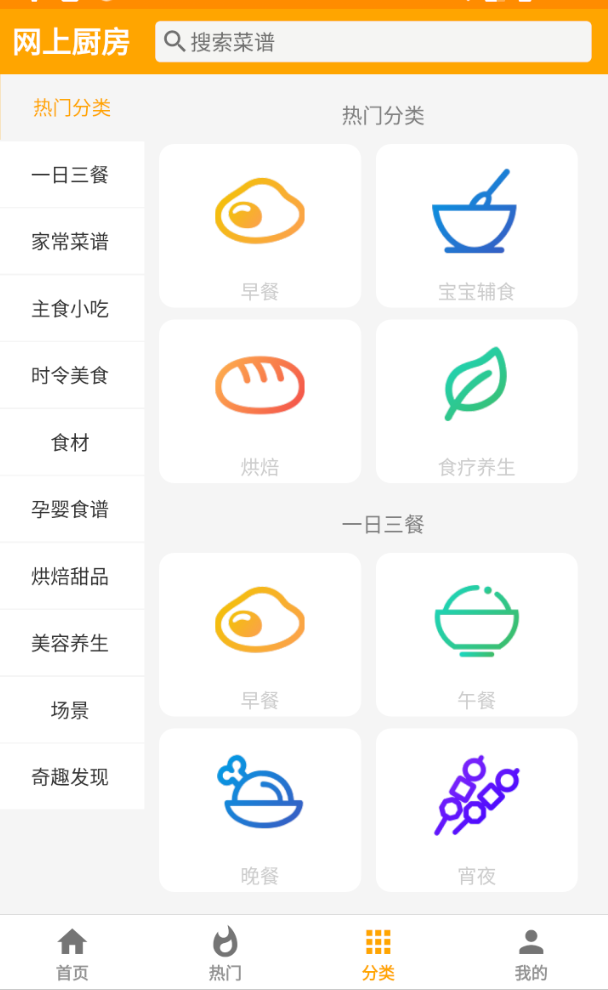 网上厨房
搜索菜谱
热门分类
一日三餐
家常菜谱
主食小吃
时令美食
食材
孕婴食谱
烘焙甜品
美容养生
场景
奇趣发现
热门分类
早餐
宝宝辅食
烘焙
食疗养生
一日三餐
早餐
午餐
晚餐
宵夜
首页
热门
分类
我的